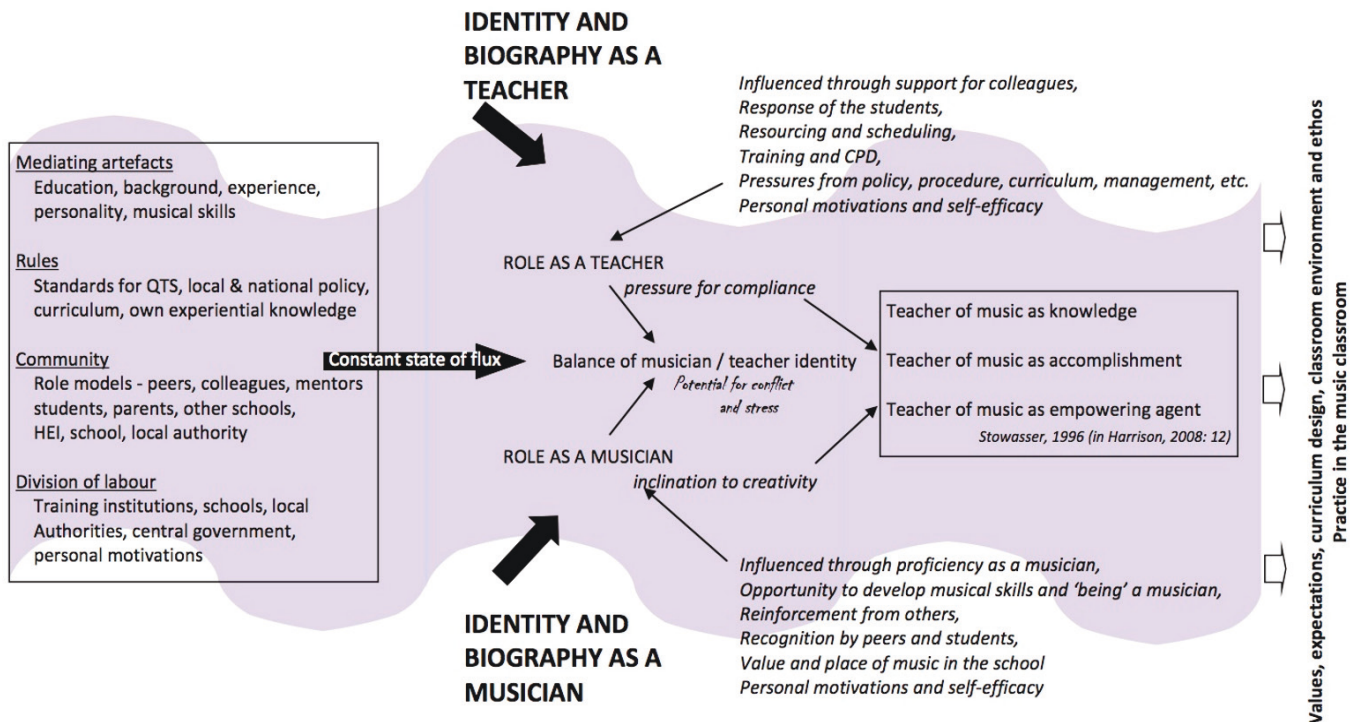 IDENTITY AND
BIOGRAPHY AS A
TEACHER
Influenced through support for colleagues,
Response of the students,
Resourcing and scheduling,
Training and CPD,
Pressures from policy, procedure, curriculum, management, etc.
Personal motivations and self-efficacy
Mediating artefacts
Education, background, experience,
personality, musical skills
Rules
Standards for QTS, local & national policy,
curriculum, own experiential knowledge
Community
Role models - peers, colleagues, mentors
students, parents, other schools,
HEI, school, local authority
Division of labour
Training institutions, schools, local
Authorities, central government,
personal motivations
Constant state of flux
ROLE AS A TEACHER
pressure for compliance
Balance of musician / teacher identity
Potential for conflict
and stress
ROLE AS A MUSICIAN
inclination to creativity
Teacher of music as knowledge
Teacher of music as accomplishment
Teacher of music as empowering agent
Stowasser, 1996 (in Harrison, 2008: 12)
IDENTITY AND
BIOGRAPHY AS A
MUSICIAN
Influenced through proficiency as a musician,
Opportunity to develop musical skills and ‘being’ a musician,
Reinforcement from others,
Recognition by peers and students,
Value and place of music in the school
Personal motivations and self-efficacy
Values, expectations, curriculum design, classroom environment and ethos
Practice in the music classroom